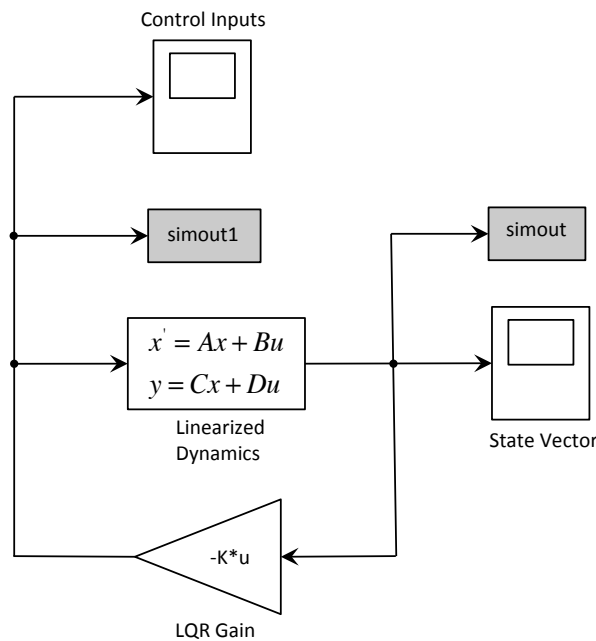 Control Inputs
simout1
simout
x' = Ax + Bu
y = Cx + Du
Linearized
Dynamics
State Vector
-K*u
LQR Gain